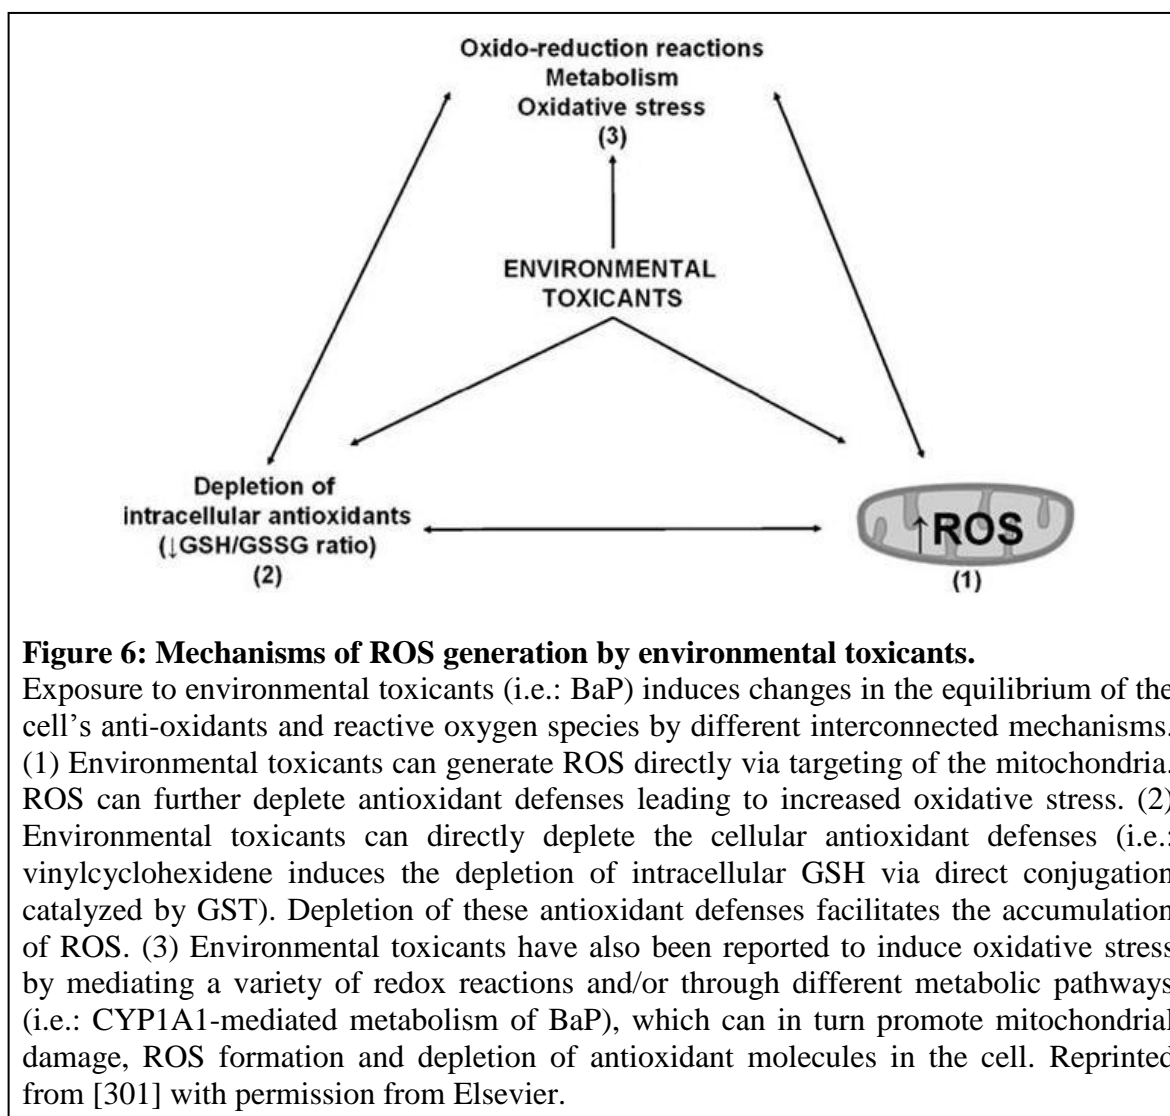 Oxido-reduction reactions
Metabolism
Oxidative stress
(3)
ENVIRONMENTAL
TOXICANTS
Depletion of
intracellular antioxidants
(↓GSH/GSSG ratio)
(2)
↑ROS
(1)
Figure 6: Mechanisms of ROS generation by environmental toxicants.
Exposure to environmental toxicants (i.e.: BaP) induces changes in the equilibrium of the
cell's anti-oxidants and reactive oxygen species by different interconnected mechanisms.
(1) Environmental toxicants can generate ROS directly via targeting of the mitochondria.
ROS can further deplete antioxidant defenses leading to increased oxidative stress. (2)
Environmental toxicants can directly deplete the cellular antioxidant defenses (i.e.:
vinylcyclohexidene induces the depletion of intracellular GSH via direct conjugation
catalyzed by GST). Depletion of these antioxidant defenses facilitates the accumulation
of ROS. (3) Environmental toxicants have also been reported to induce oxidative stress
by mediating a variety of redox reactions and/or through different metabolic pathways
(i.e.: CYP1A1-mediated metabolism of BaP), which can in turn promote mitochondrial
damage, ROS formation and depletion of antioxidant molecules in the cell. Reprinted
from [301] with permission from Elsevier.